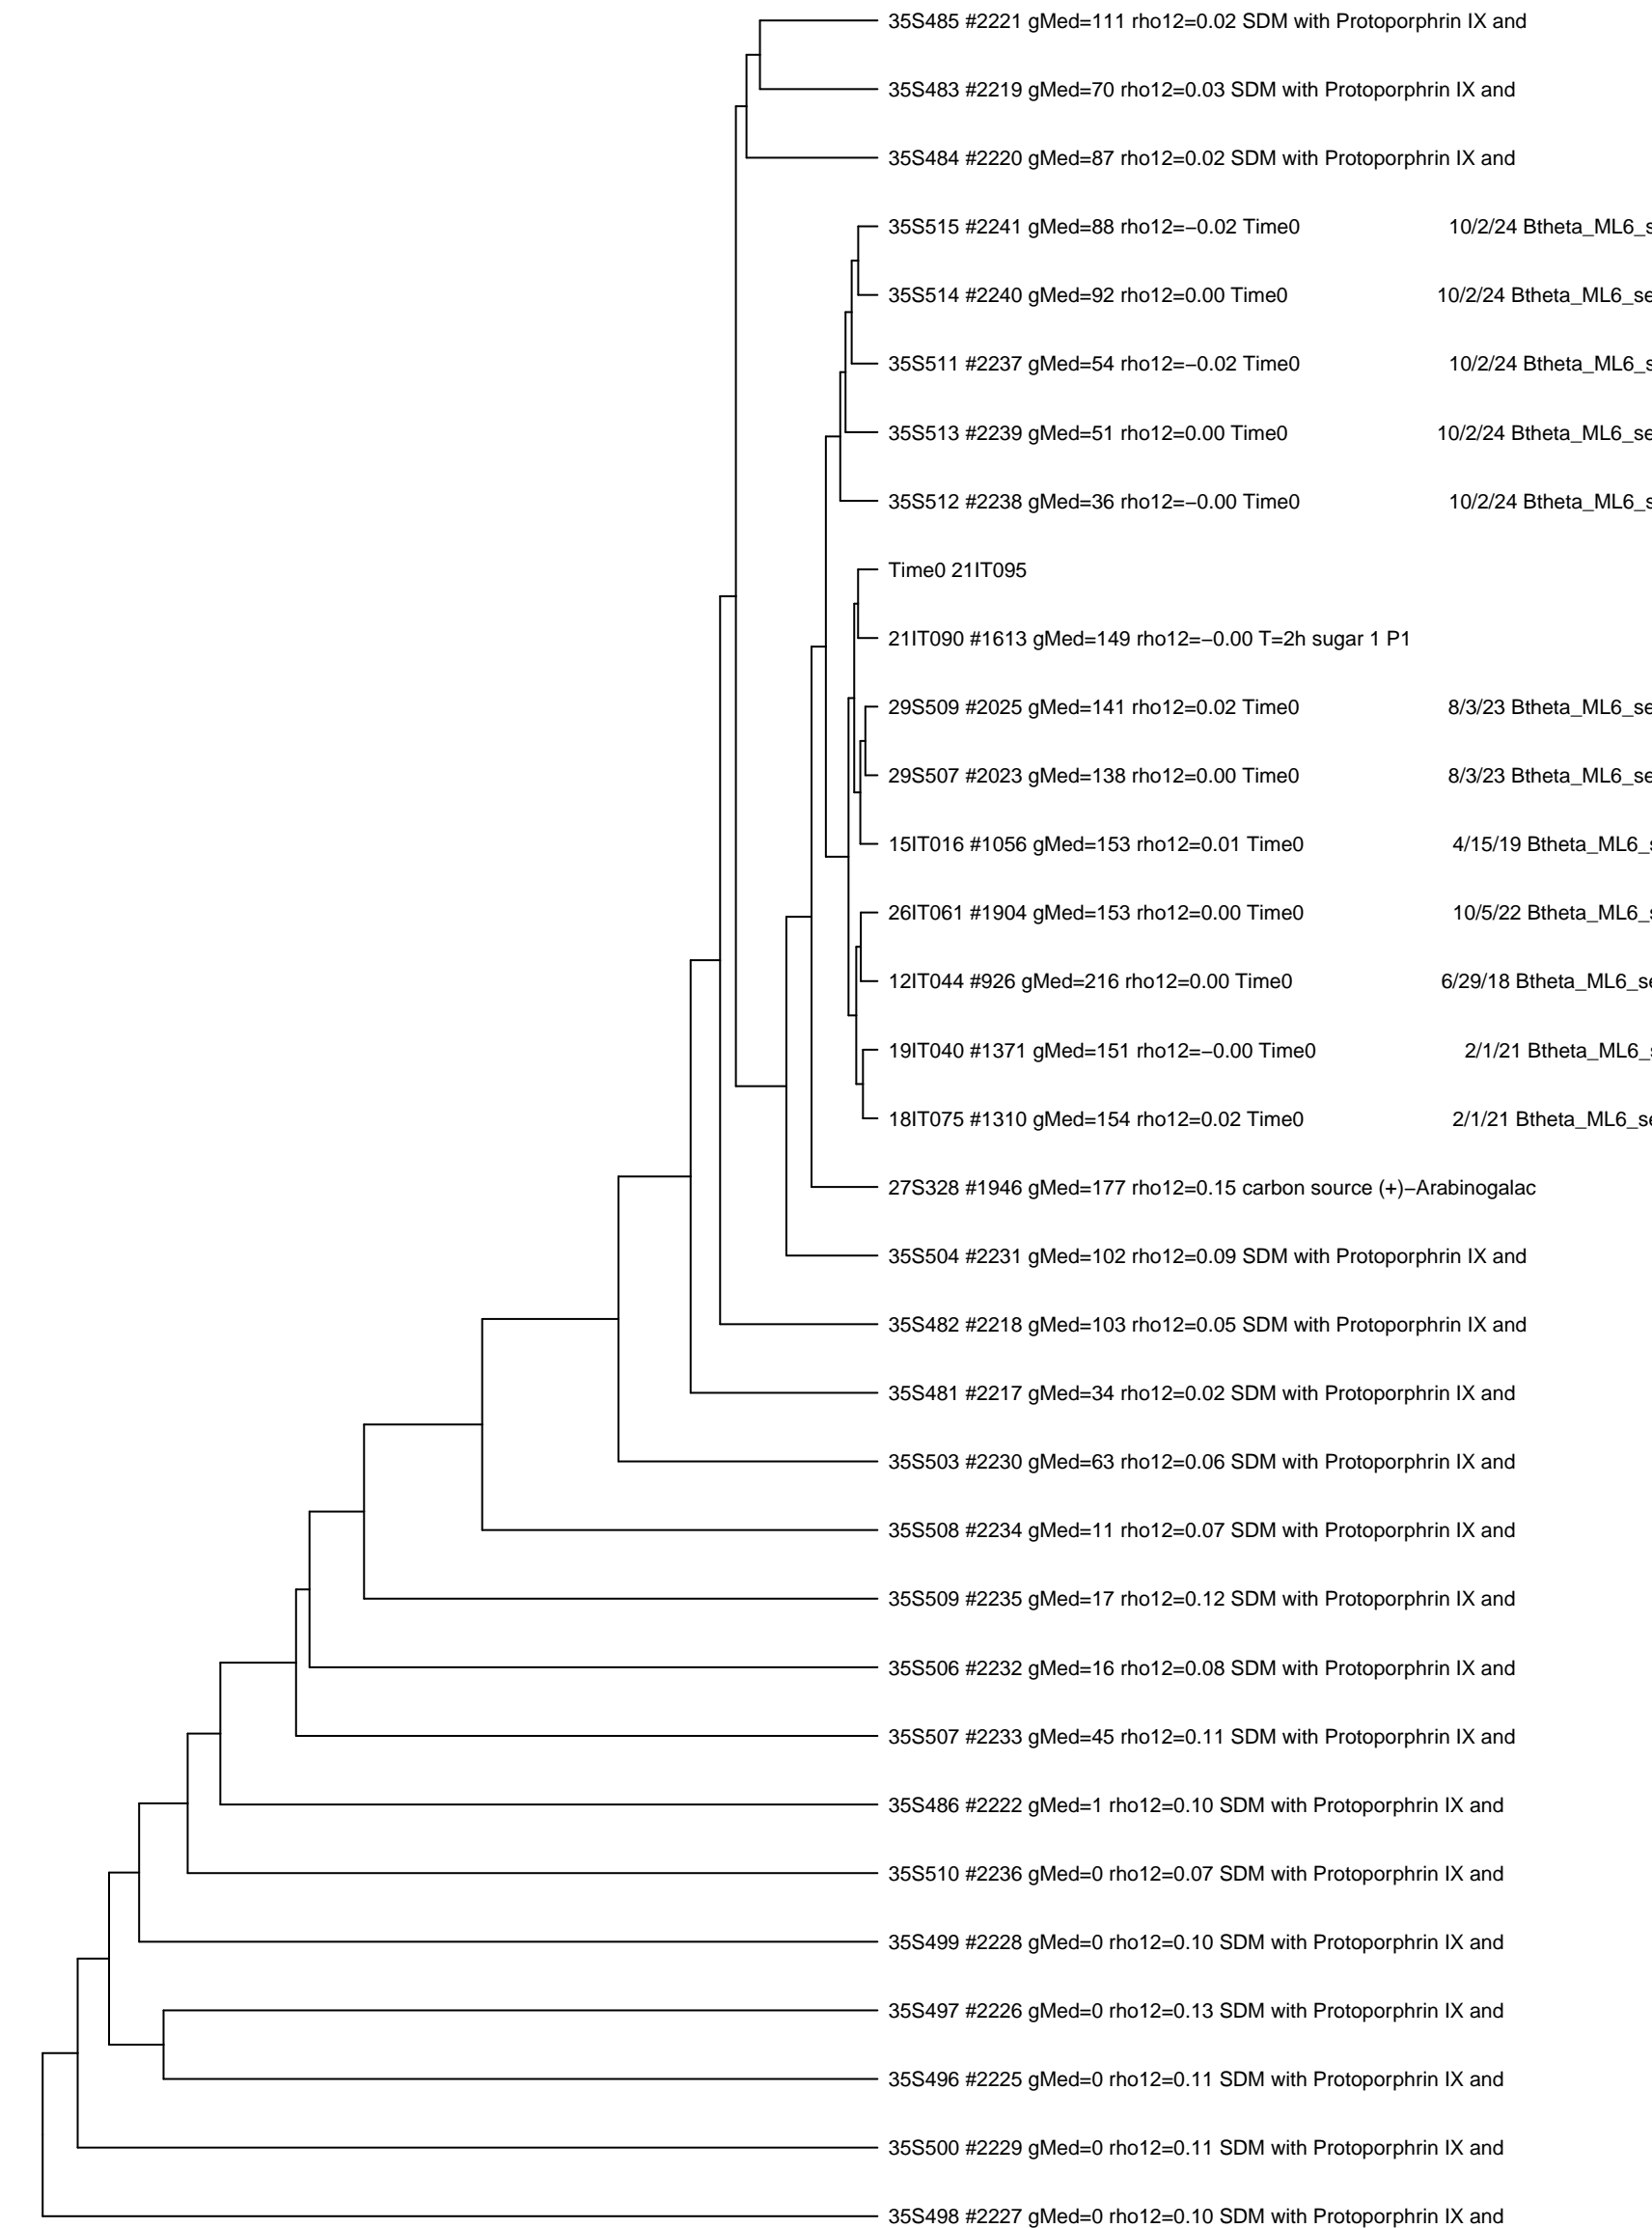 35S485 #2221 gMed=111 rho12=0.02 SDM with Protoporphrin IX and
35S483 #2219 gMed=70 rho12=0.03 SDM with Protoporphrin IX and
35S484 #2220 gMed=87 rho12=0.02 SDM with Protoporphrin IX and
35S515 #2241 gMed=88 rho12=−0.02 Time0 10/2/24 Btheta_ML6_s
35S514 #2240 gMed=92 rho12=0.00 Time0 10/2/24 Btheta_ML6_se
35S511 #2237 gMed=54 rho12=−0.02 Time0 10/2/24 Btheta_ML6_s
35S513 #2239 gMed=51 rho12=0.00 Time0 10/2/24 Btheta_ML6_se
35S512 #2238 gMed=36 rho12=−0.00 Time0 10/2/24 Btheta_ML6_s
Time0 21IT095
21IT090 #1613 gMed=149 rho12=−0.00 T=2h sugar 1 P1
29S509 #2025 gMed=141 rho12=0.02 Time0 8/3/23 Btheta_ML6_se
29S507 #2023 gMed=138 rho12=0.00 Time0 8/3/23 Btheta_ML6_se
15IT016 #1056 gMed=153 rho12=0.01 Time0 4/15/19 Btheta_ML6_s
26IT061 #1904 gMed=153 rho12=0.00 Time0 10/5/22 Btheta_ML6_s
12IT044 #926 gMed=216 rho12=0.00 Time0 6/29/18 Btheta_ML6_se
19IT040 #1371 gMed=151 rho12=−0.00 Time0 2/1/21 Btheta_ML6_s
18IT075 #1310 gMed=154 rho12=0.02 Time0 2/1/21 Btheta_ML6_se
27S328 #1946 gMed=177 rho12=0.15 carbon source (+)−Arabinogalac
35S504 #2231 gMed=102 rho12=0.09 SDM with Protoporphrin IX and
35S482 #2218 gMed=103 rho12=0.05 SDM with Protoporphrin IX and
35S481 #2217 gMed=34 rho12=0.02 SDM with Protoporphrin IX and
35S503 #2230 gMed=63 rho12=0.06 SDM with Protoporphrin IX and
35S508 #2234 gMed=11 rho12=0.07 SDM with Protoporphrin IX and
35S509 #2235 gMed=17 rho12=0.12 SDM with Protoporphrin IX and
35S506 #2232 gMed=16 rho12=0.08 SDM with Protoporphrin IX and
35S507 #2233 gMed=45 rho12=0.11 SDM with Protoporphrin IX and
35S486 #2222 gMed=1 rho12=0.10 SDM with Protoporphrin IX and
35S510 #2236 gMed=0 rho12=0.07 SDM with Protoporphrin IX and
35S499 #2228 gMed=0 rho12=0.10 SDM with Protoporphrin IX and
35S497 #2226 gMed=0 rho12=0.13 SDM with Protoporphrin IX and
35S496 #2225 gMed=0 rho12=0.11 SDM with Protoporphrin IX and
35S500 #2229 gMed=0 rho12=0.11 SDM with Protoporphrin IX and
35S498 #2227 gMed=0 rho12=0.10 SDM with Protoporphrin IX and